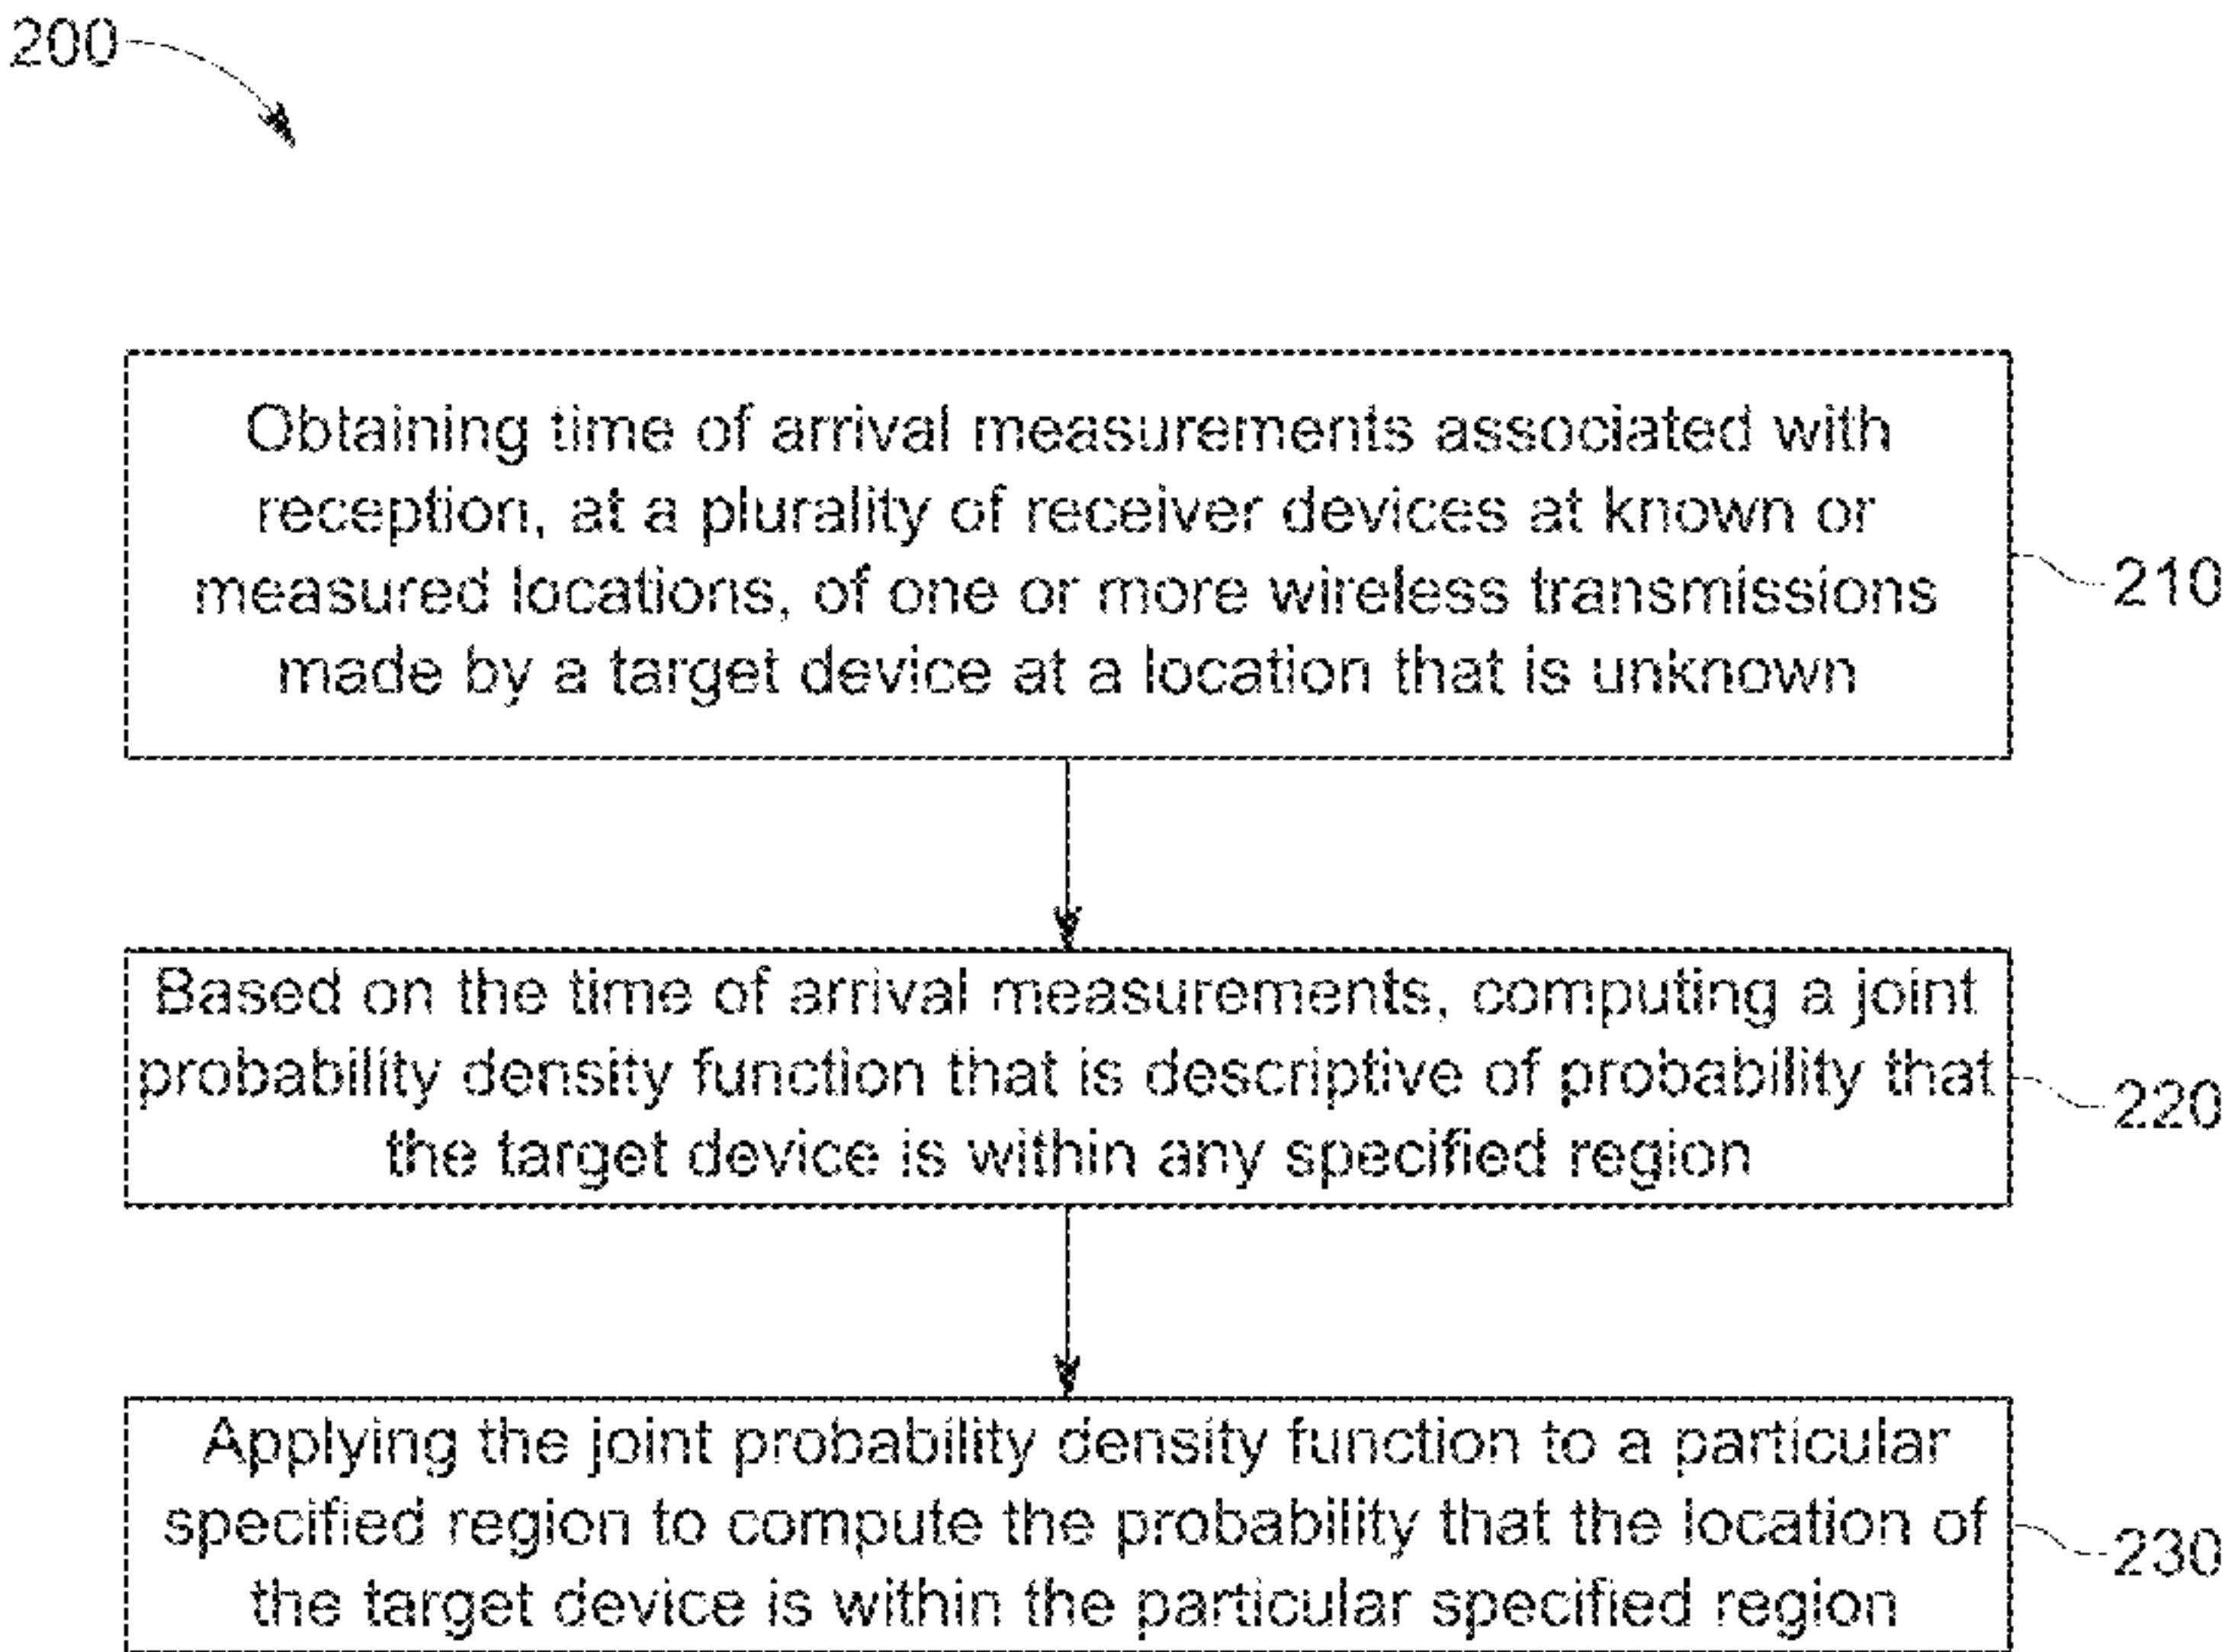 200
Obtaining time of arrival measurements associated with
reception, at a plurality of receiver devices at known or
measured locations, of one or more wireless transmissions
made by a target device at a location that is unknown
210
Based on the time of arrival measurements, computing a joint
probability density function that is descriptive of probability that
the target device is within any specified region
220
Applying the joint probability density function to a particular
specified region to compute the probability that the location of
the target device is within the particular specified region
230